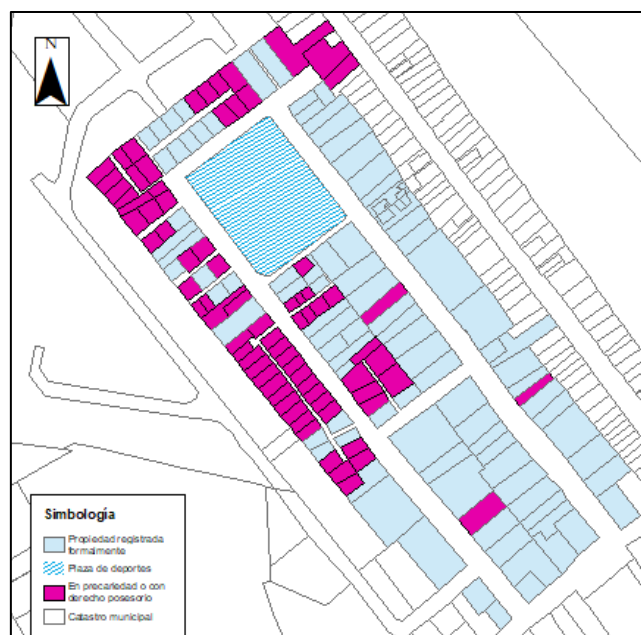 N
Simbología
Propiedad registrada
formalmente
Plaza de deportes
En precariedad o con
derecho posesorio
Catastro municipal